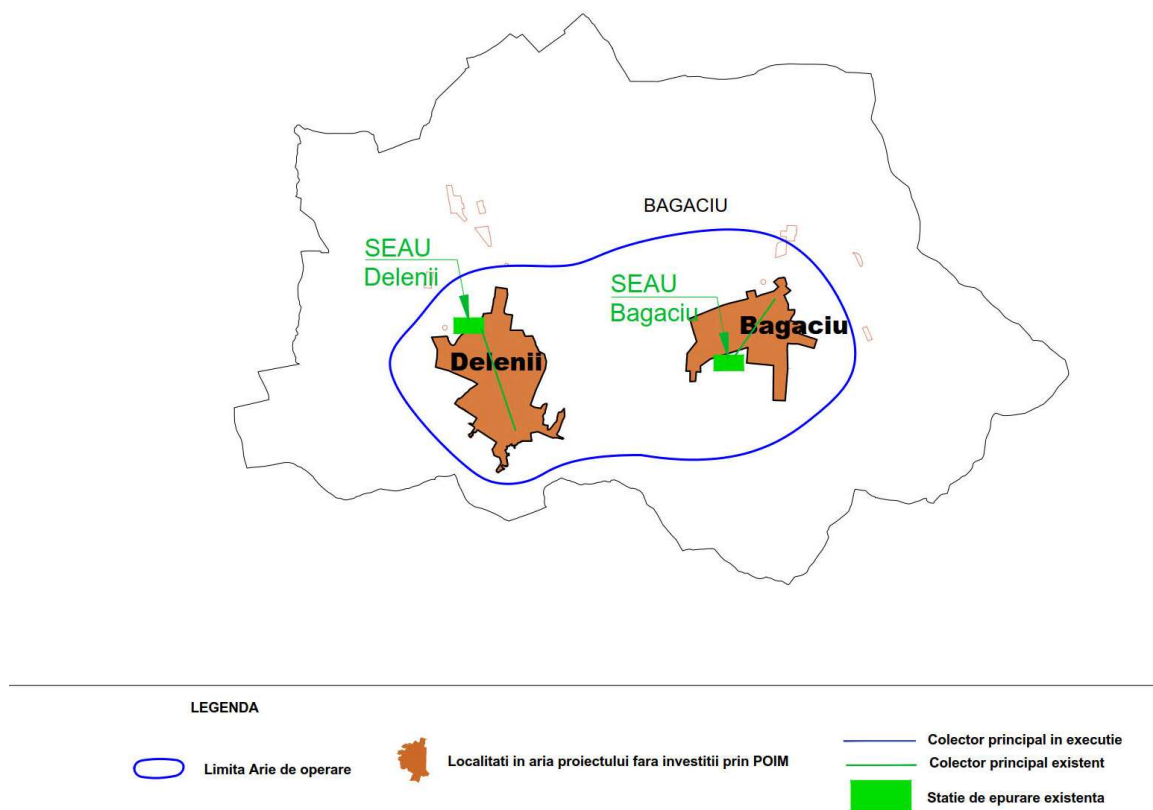 BAGACIU
SEAU
Delenii
SEAU
Bagaciu
Bagaciu
Delenii
LEGENDA
Limita Arie de operare
Localitati in aria proiectului fara investitii prin POIM
Colector principal in executie
Colector principal existent
Statie de epurare existenta